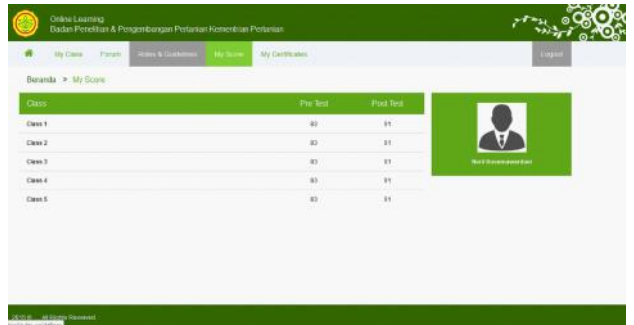 Online Learning
Badan Penelitian & Pengembangan Pertanian Kementrian Pertanian
My Class Forum Rules & Guidelines My Score My Certificates Logout
Beranda » My Score
Class Pre Test Post Test
Class 1 83 91
Class 2 83 91
Class 3 83 91
Class 4 83 91
Class 5 83 91
All Rights Reserved